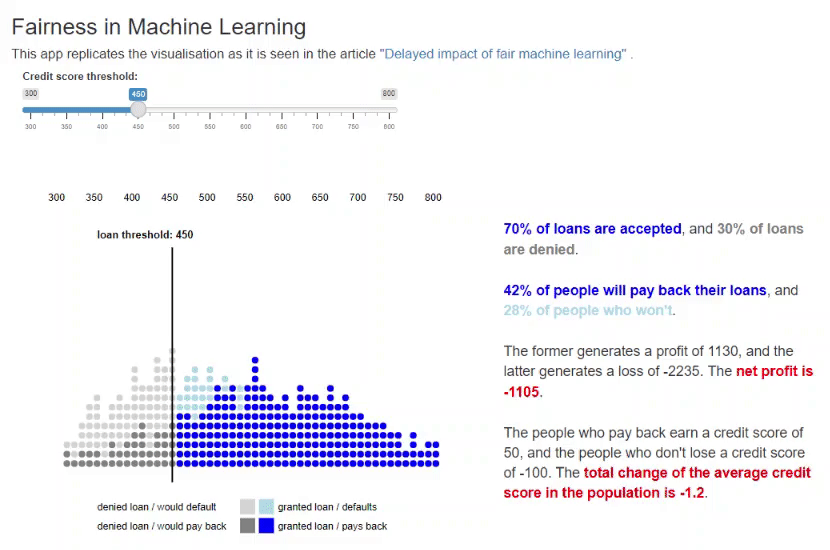 Fairness in Machine Learning
This app replicates the visualisation as it is seen in the article "Delayed impact of fair machine learning" .
Credit score threshold:
300 450 800
300 350 400 450 500 550 600 650 700 750 800
300 350 400 450 500 550 600 650 700 750 800
loan threshold: 450
70% of loans are accepted, and 30% of loans
are denied.
42% of people will pay back their loans, and
28% of people who won't.
The former generates a profit of 1130, and the
latter generates a loss of -2235. The net profit is
-1105.
The people who pay back earn a credit score of
50, and the people who don't lose a credit score
of -100. The total change of the average credit
score in the population is -1.2.
denied loan / would default granted loan / defaults
denied loan / would pay back granted loan / pays back